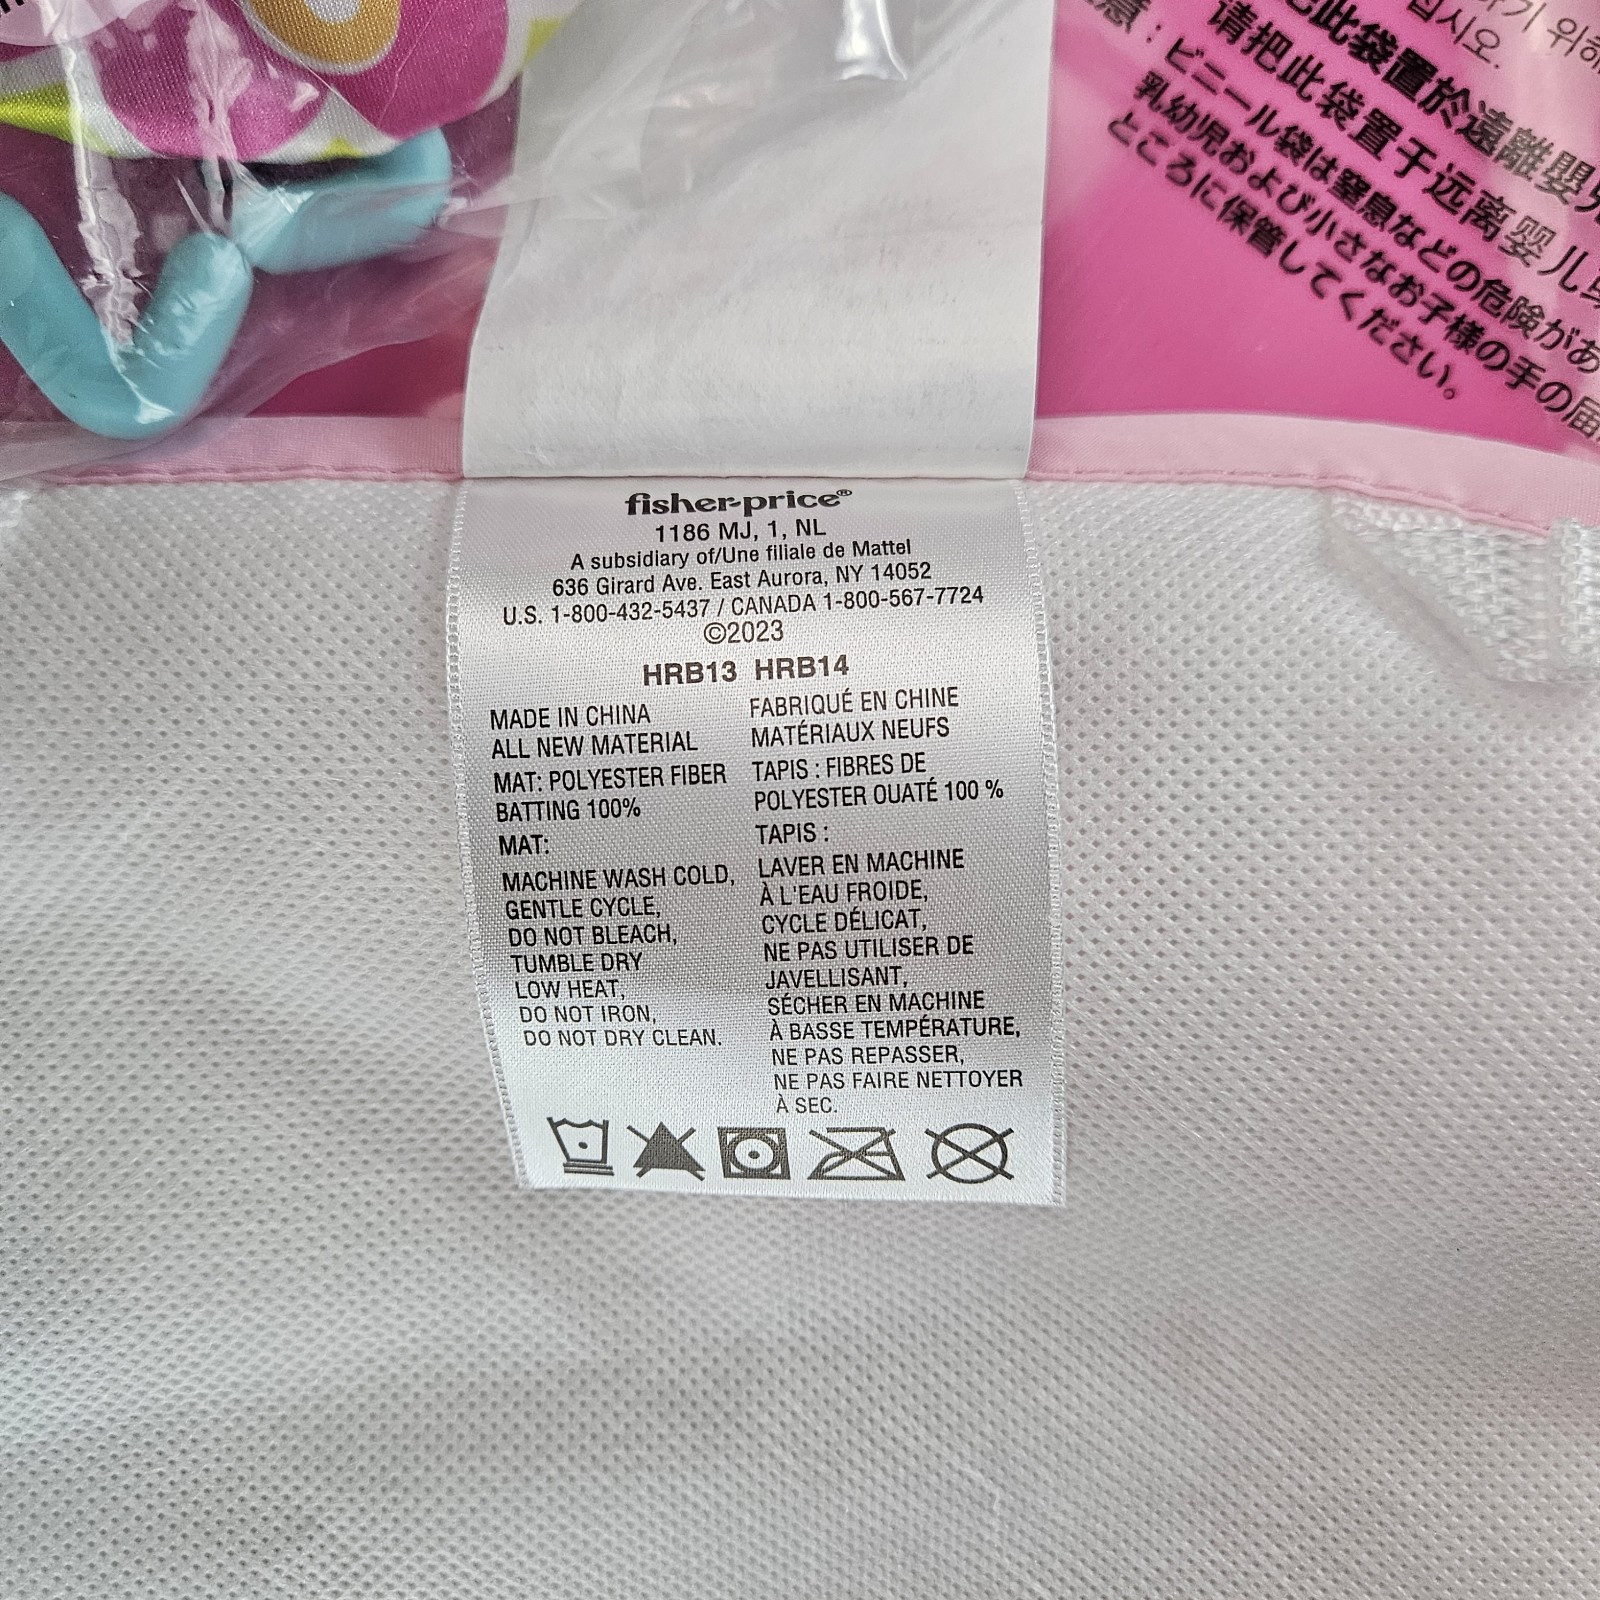 위해
십시오.
把此袋置於遠離嬰
请把此袋置于远离婴儿
意：ビニール袋は窒息などの危険があ
乳幼児および小さなお子様の手の届
ところに保管してください。
fisher-price®
1186 MJ, 1, NL
A subsidiary of/Une filiale de Mattel
636 Girard Ave. East Aurora, NY 14052
U.S. 1-800-432-5437 / CANADA 1-800-567-7724
©2023
HRB13 HRB14
MADE IN CHINA
ALL NEW MATERIAL
MAT: POLYESTER FIBER
BATTING 100%
MAT:
MACHINE WASH COLD,
GENTLE CYCLE,
DO NOT BLEACH,
TUMBLE DRY
LOW HEAT,
DO NOT IRON,
DO NOT DRY CLEAN.
FABRIQUÉ EN CHINE
MATÉRIAUX NEUFS
TAPIS : FIBRES DE
POLYESTER OUATÉ 100 %
TAPIS :
LAVER EN MACHINE
À L'EAU FROIDE,
CYCLE DÉLICAT,
NE PAS UTILISER DE
JAVELLISANT,
SÉCHER EN MACHINE
À BASSE TEMPÉRATURE,
NE PAS REPASSER,
NE PAS FAIRE NETTOYER
À SEC.